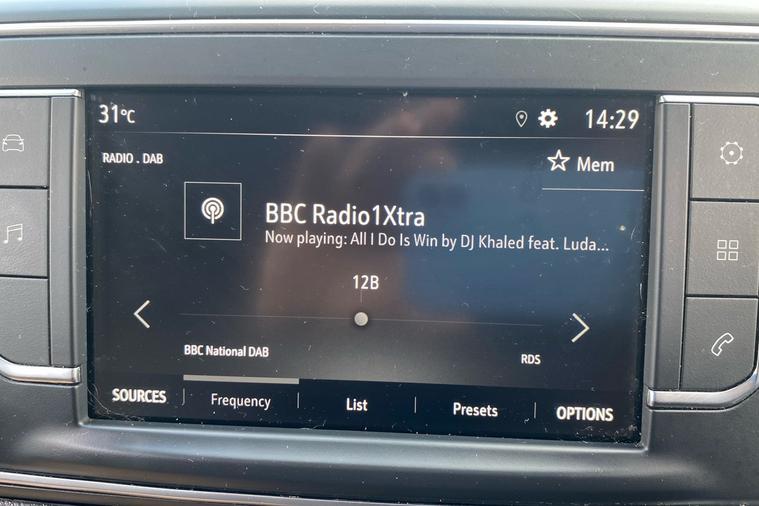 31°C
14:29
RADIO . DAB
Mem
BBC Radio1Xtra
Now playing: All I Do Is Win by DJ Khaled feat. Luda...
12B
BBC National DAB
RDS
SOURCES
Frequency
List
Presets
OPTIONS